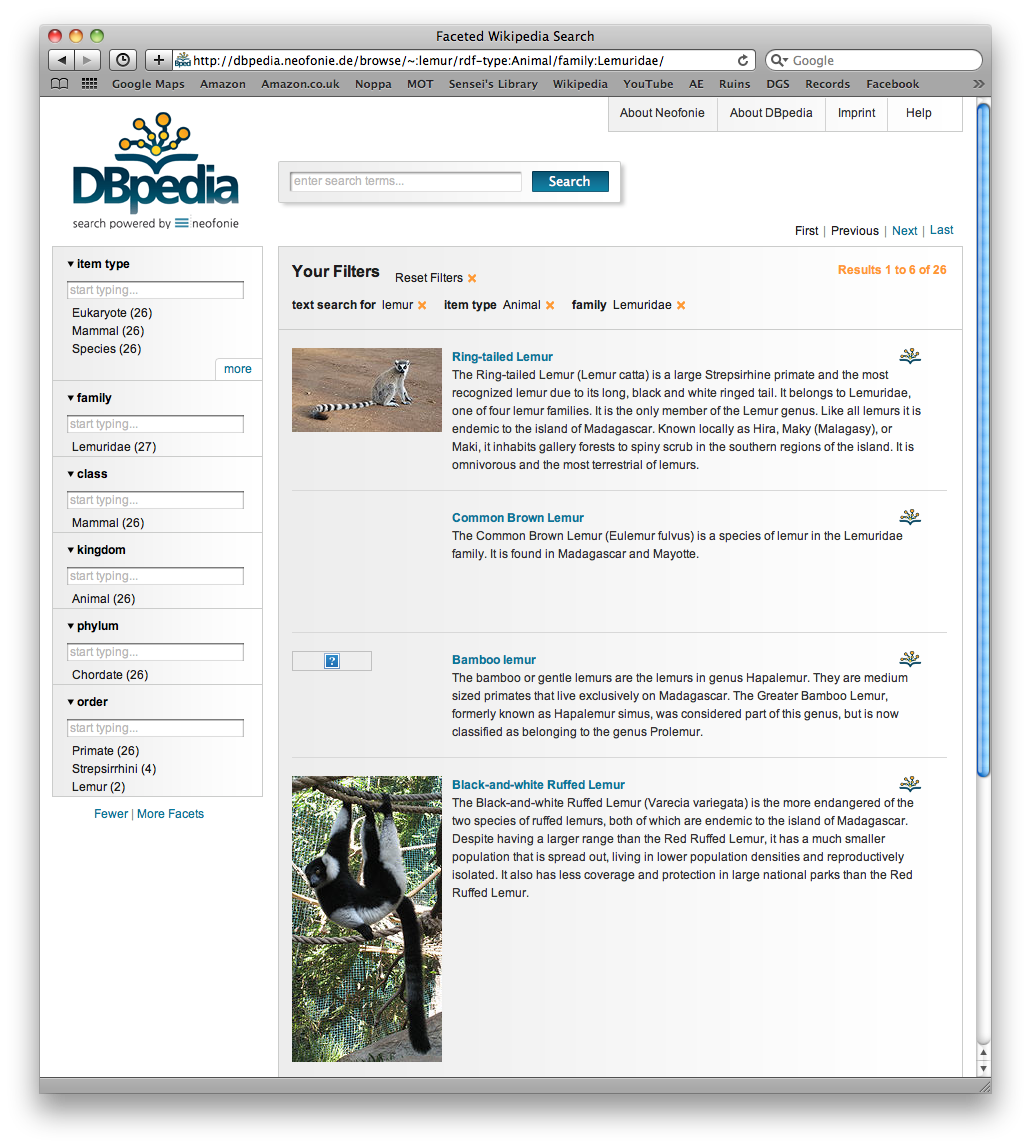 Faceted Wikipedia Search
http://dbpedia.neofonie.de/browse/~:lemur/rdf-type:Animal/family:Lemuridae/
Google
Google Maps Amazon Amazon.co.uk Noppa MOT Sensei's Library Wikipedia YouTube AE Ruins DGS Records Facebook
About Neofonie About DBpedia Imprint Help
DBpedia
search powered by neofonie
enter search terms...
Search
First | Previous | Next | Last
item type
start typing...
Eukaryote (26)
Mammal (26)
Species (26)
more
family
start typing...
Lemuridae (27)
class
start typing...
Mammal (26)
kingdom
start typing...
Animal (26)
phylum
start typing...
Chordate (26)
order
start typing...
Primate (26)
Strepsirrhini (4)
Lemur (2)
Fewer | More Facets
Your Filters Reset Filters
Results 1 to 6 of 26
text search for lemur item type Animal family Lemuridae
Ring-tailed Lemur
The Ring-tailed Lemur (Lemur catta) is a large Strepsirhine primate and the most
recognized lemur due to its long, black and white ringed tail. It belongs to Lemuridae,
one of four lemur families. It is the only member of the Lemur genus. Like all lemurs it is
endemic to the island of Madagascar. Known locally as Hira, Maky (Malagasy), or
Maki, it inhabits gallery forests to spiny scrub in the southern regions of the island. It is
omnivorous and the most terrestrial of lemurs.
Common Brown Lemur
The Common Brown Lemur (Eulemur fulvus) is a species of lemur in the Lemuridae
family. It is found in Madagascar and Mayotte.
?
Bamboo lemur
The bamboo or gentle lemurs are the lemurs in genus Hapalemur. They are medium
sized primates that live exclusively on Madagascar. The Greater Bamboo Lemur,
formerly known as Hapalemur simus, was considered part of this genus, but is now
classified as belonging to the genus Prolemur.
Black-and-white Ruffed Lemur
The Black-and-white Ruffed Lemur (Varecia variegata) is the more endangered of the
two species of ruffed lemurs, both of which are endemic to the island of Madagascar.
Despite having a larger range than the Red Ruffed Lemur, it has a much smaller
population that is spread out, living in lower population densities and reproductively
isolated. It also has less coverage and protection in large national parks than the Red
Ruffed Lemur.